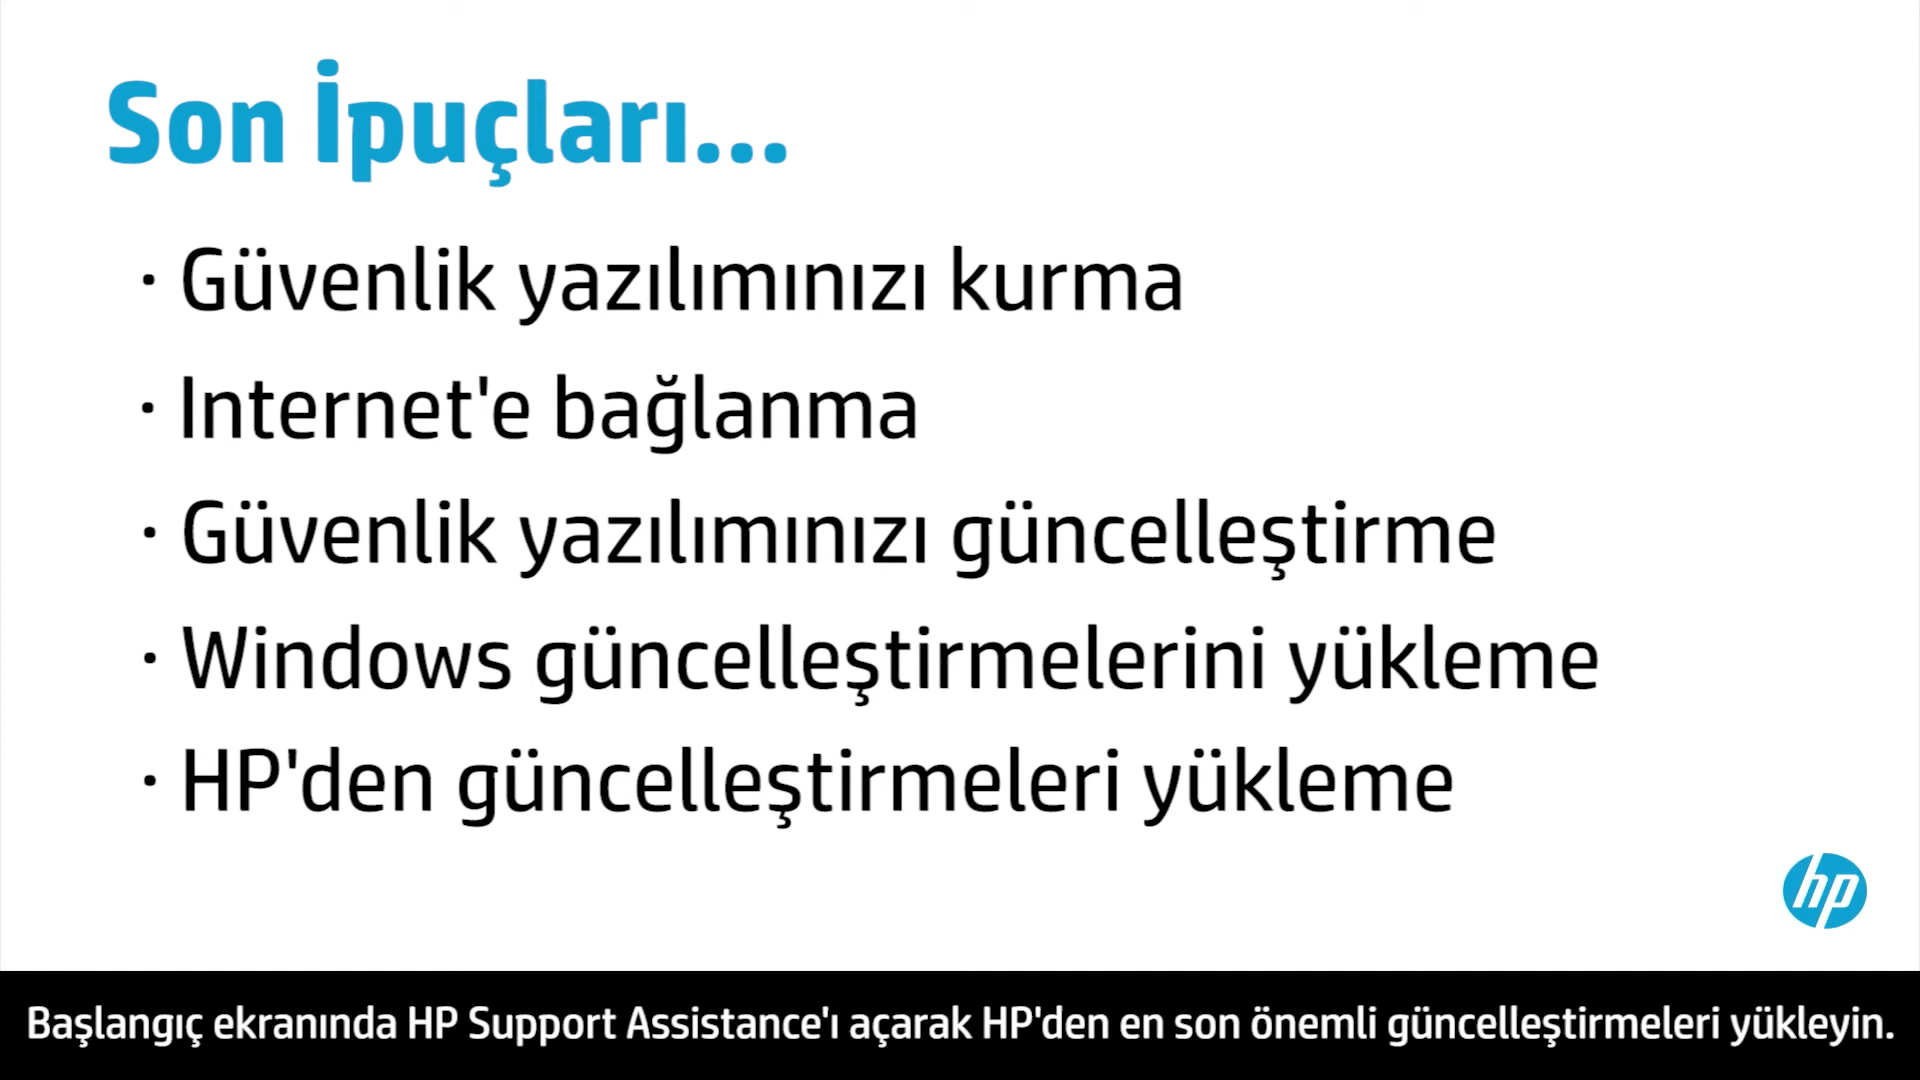 Son İpuçları...
· Güvenlik yazılımınızı kurma
· Internet'e bağlanma
· Güvenlik yazılımınızı güncelleştirme
· Windows güncelleştirmelerini yükleme
· HP'den güncelleştirmeleri yükleme
hp
Başlangıç ekranında HP Support Assistance'ı açarak HP'den en son önemli güncelleştirmeleri yükleyin.